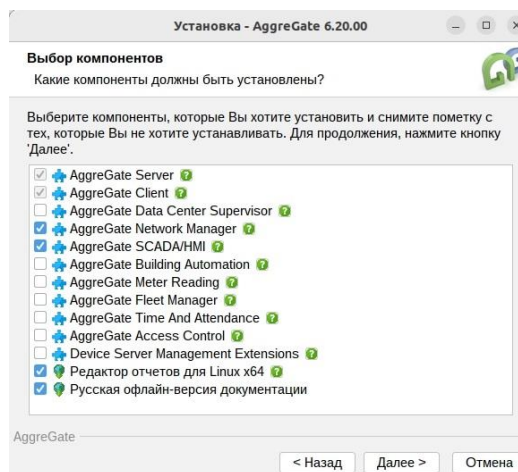 Установка - AggreGate 6.20.00
Выбор компонентов
Какие компоненты должны быть установлены?
Выберите компоненты, которые Вы хотите установить и снимите пометку с
тех, которые Вы не хотите устанавливать. Для продолжения, нажмите кнопку
'Далее'.
AggreGate Server
AggreGate Client
AggreGate Data Center Supervisor
AggreGate Network Manager
AggreGate SCADA/HMI
AggreGate Building Automation
AggreGate Meter Reading
AggreGate Fleet Manager
AggreGate Time And Attendance
AggreGate Access Control
Device Server Management Extensions
Редактор отчетов для Linux x64
Русская офлайн-версия документации
AggreGate
< Назад Далее > Отмена